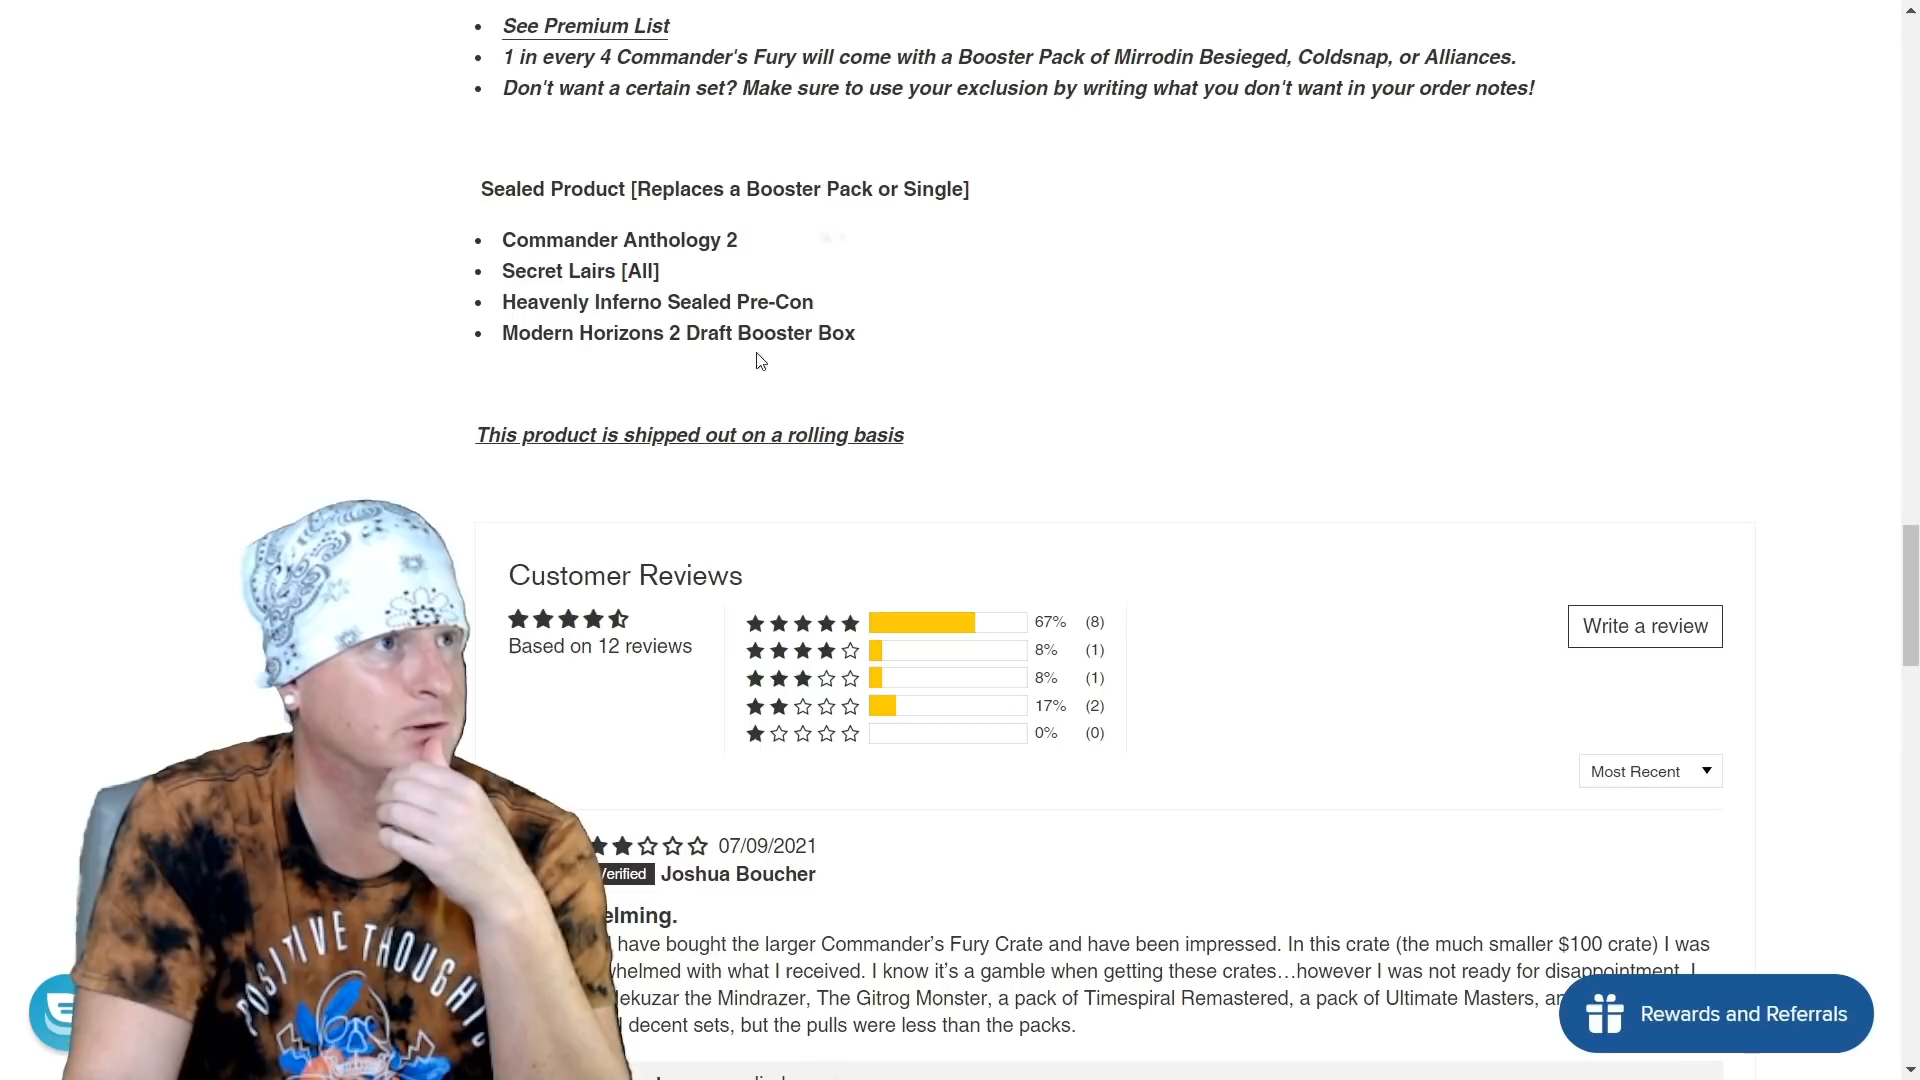 See Premium List
1 in every 4 Commander's Fury will come with a Booster Pack of Mirrodin Besieged, Coldsnap, or Alliances.
Don't want a certain set? Make sure to use your exclusion by writing what you don't want in your order notes!
Sealed Product [Replaces a Booster Pack or Single]
Commander Anthology 2
Secret Lairs [All]
Heavenly Inferno Sealed Pre-Con
Modern Horizons 2 Draft Booster Box
This product is shipped out on a rolling basis
Customer Reviews
Based on 12 reviews
67% (8)
8% (1)
8% (1)
17% (2)
0% (0)
Write a review
Most Recent
07/09/2021
Verified Joshua Boucher
elming.
I have bought the larger Commander’s Fury Crate and have been impressed. In this crate (the much smaller $100 crate) I was
whelmed with what I received. I know it’s a gamble when getting these crates…however I was not ready for disappointment. I
Nekuzar the Mindrazer, The Gitrog Monster, a pack of Timespiral Remastered, a pack of Ultimate Masters,
decent sets, but the pulls were less than the packs.
Rewards and Referrals
POSITIVE THOUGH